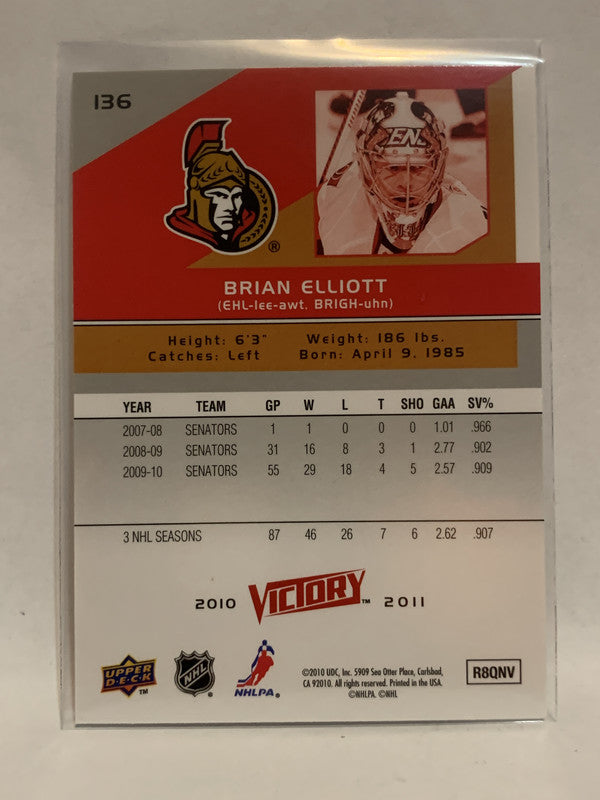 136
ENS
®
BRIAN ELLIOTT
(EHL-lee-awt, BRIGH-uhn)
Height: 6'3" Weight: 186 lbs.
Catches: Left Born: April 9, 1985
YEAR TEAM GP W L T SHO GAA SV%
2007-08 SENATORS 1 1 0 0 0 1.01 .966
2008-09 SENATORS 31 16 8 3 1 2.77 .902
2009-10 SENATORS 55 29 18 4 5 2.57 .909
3 NHL SEASONS 87 46 26 7 6 2.62 .907
2010 VICTORY™ 2011
UPPER DECK™ NHL NHLPA®
©2010 UDC, Inc. 5909 Sea Otter Place, Carlsbad,
CA 92010. All rights reserved. Printed in the USA.
©NHLPA. ©NHL
R8QNV